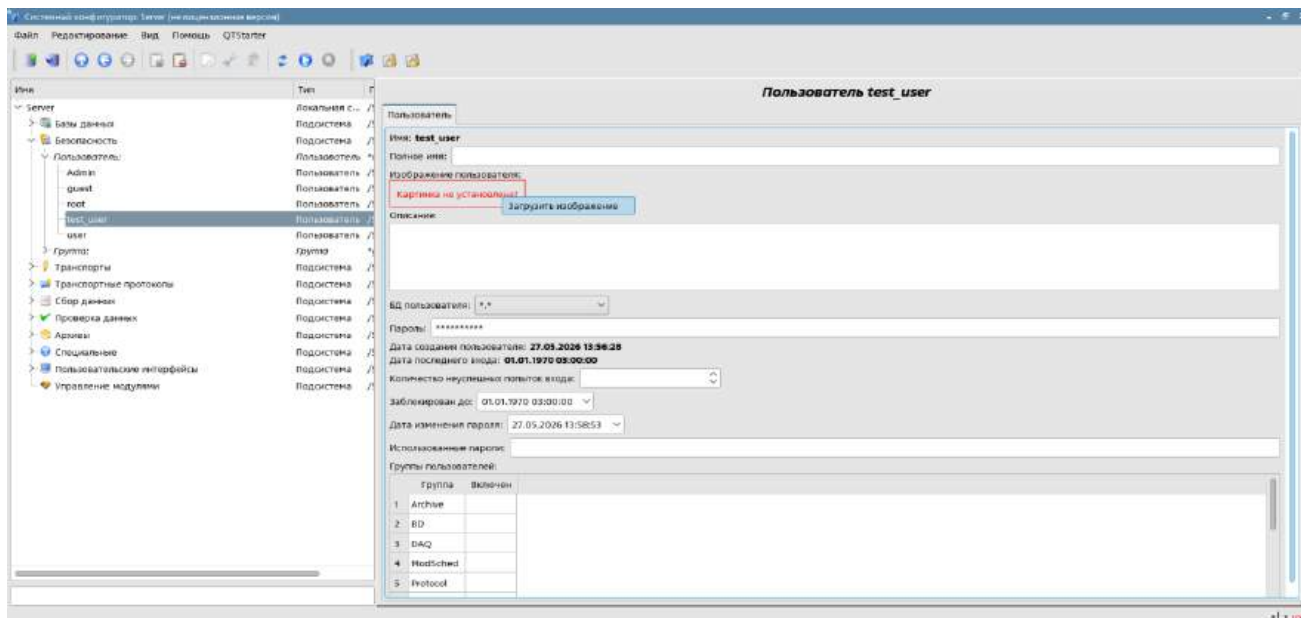 Системный конфигуратор: Server (не лицензионная версия)
Файл Редактирование Вид Помощь QTStarter
Имя Тип
Server Локальная с...
Базы данных Подсистема
Безопасность Подсистема
Пользователь: Пользователь
Admin Пользователь
guest Пользователь
root Пользователь
test_user Пользователь
user Пользователь
Группа: Группа
Транспорты Подсистема
Транспортные протоколы Подсистема
Сбор данных Подсистема
Проверка данных Подсистема
Архивы Подсистема
Специальные Подсистема
Пользовательские интерфейсы Подсистема
Управление модулями Подсистема
Пользователь test_user
Пользователь
Имя: test_user
Полное имя:
Изображение пользователя:
Картинка не установлена!
Загрузить изображение
Описание:
БД пользователя: *.*
Пароль: **********
Дата создания пользователя: 27.05.2026 13:56:28
Дата последнего входа: 01.01.1970 03:00:00
Количество неуспешных попыток входа:
Заблокирован до: 01.01.1970 03:00:00
Дата изменения пароля: 27.05.2026 13:58:53
Использованные пароли:
Группы пользователей:
Группа Включен
1 Archive
2 BD
3 DAQ
4 ModSched
5 Protocol